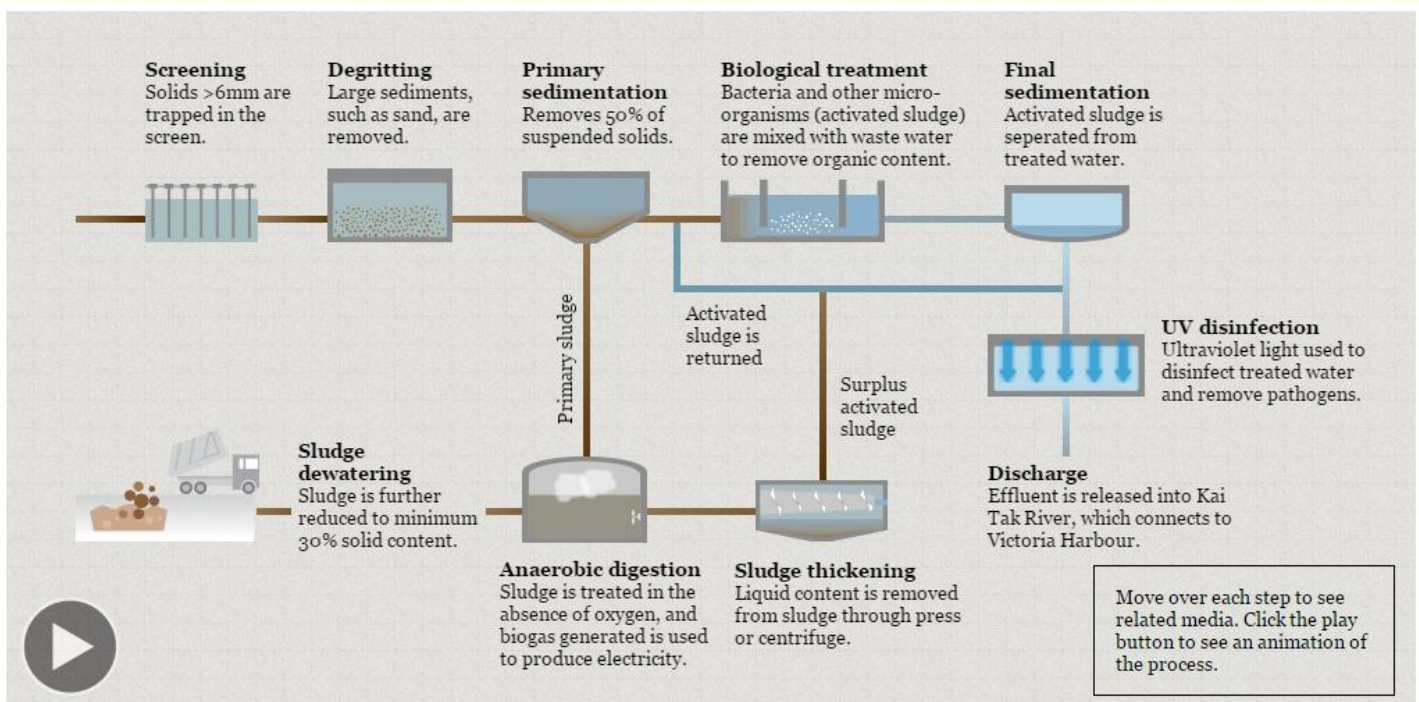 Screening
Solids >6mm are
trapped in the
screen.
Degritting
Large sediments,
such as sand, are
removed.
Primary
sedimentation
Removes 50% of
suspended solids.
Biological treatment
Bacteria and other micro-
organisms (activated sludge)
are mixed with waste water
to remove organic content.
Final
sedimentation
Activated sludge is
seperated from
treated water.
Primary sludge
Activated
sludge is
returned
Surplus
activated
sludge
UV disinfection
Ultraviolet light used to
disinfect treated water
and remove pathogens.
Sludge
dewatering
Sludge is further
reduced to minimum
30% solid content.
Anaerobic digestion
Sludge is treated in the
absence of oxygen, and
biogas generated is used
to produce electricity.
Sludge thickening
Liquid content is removed
from sludge through press
or centrifuge.
Discharge
Effluent is released into Kai
Tak River, which connects to
Victoria Harbour.
Move over each step to see
related media. Click the play
button to see an animation of
the process.